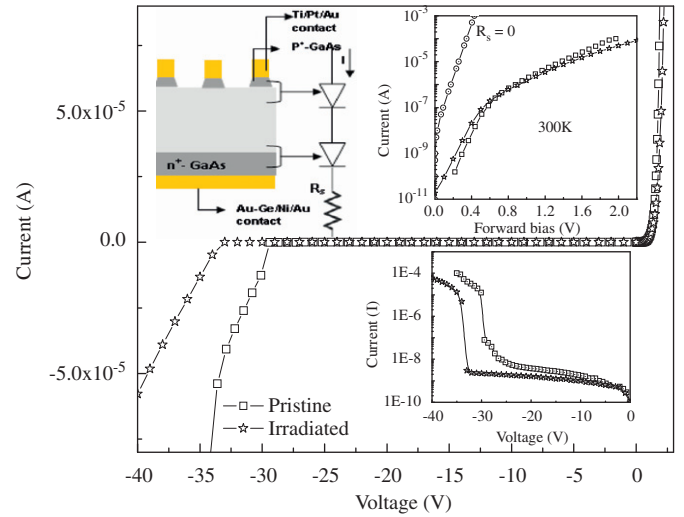 Ti/Pt/Au
contact
P⁺-GaAs
I
n⁺- GaAs
R_s
Au-Ge/Ni/Au
contact
Current (A)
5.0x10⁻⁵
0.0
-5.0x10⁻⁵
Pristine
Irradiated
-40 -35 -30 -25 -20 -15 -10 -5 0
Voltage (V)
Current (A)
10⁻³
10⁻⁵
10⁻⁷
10⁻⁹
10⁻¹¹
R_s = 0
300K
0.0 0.4 0.8 1.2 1.6 2.0
Forward bias (V)
Current (I)
1E-4
1E-6
1E-8
1E-10
-40 -30 -20 -10 0
Voltage (V)